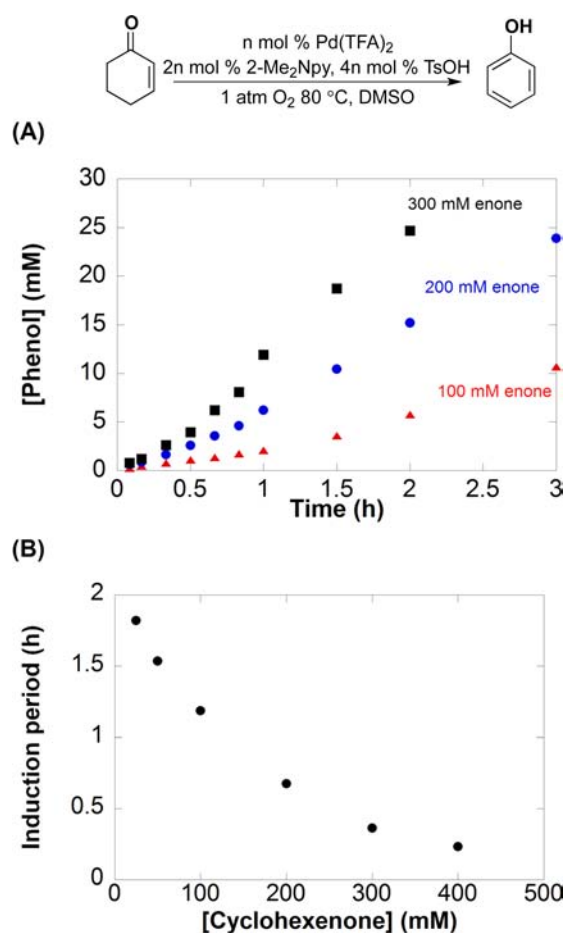 O
OH
n mol % Pd(TFA)2
2n mol % 2-Me2Npy, 4n mol % TsOH
1 atm O2 80 °C, DMSO
(A)
30
25
20
15
10
5
0
[Phenol] (mM)
300 mM enone
200 mM enone
100 mM enone
0 0.5 1 1.5 2 2.5 3
Time (h)
(B)
2
1.5
1
0.5
0
Induction period (h)
0 100 200 300 400 500
[Cyclohexenone] (mM)